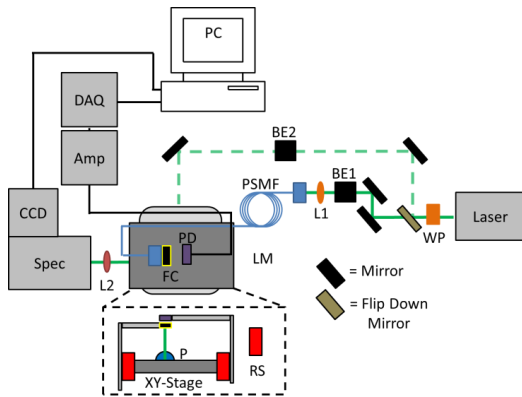 PC
DAQ
BE2
Amp
PSMF
BE1
CCD
L1
Laser
WP
PD
Spec
FC
LM
L2
= Mirror
= Flip Down
Mirror
P
RS
XY-Stage